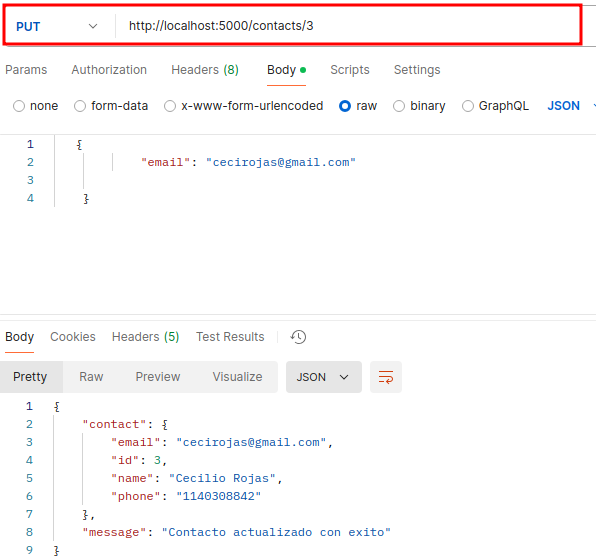 PUT http://localhost:5000/contacts/3
Params Authorization Headers (8) Body Scripts Settings
none form-data x-www-form-urlencoded raw binary GraphQL JSON
1 {
2 "email": "cecirojas@gmail.com"
3
4 }
Body Cookies Headers (5) Test Results
Pretty Raw Preview Visualize JSON
1 {
2 "contact": {
3 "email": "cecirojas@gmail.com",
4 "id": 3,
5 "name": "Cecilio Rojas",
6 "phone": "1140308842"
7 },
8 "message": "Contacto actualizado con exito"
9 }